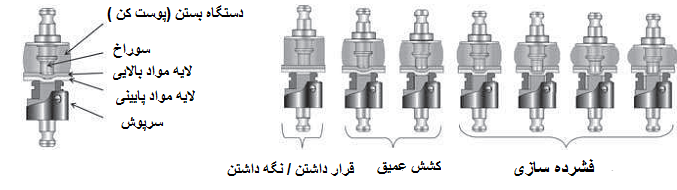 دستگاه بستن (پوست کن )
سوراخ
لایه مواد بالایی
لایه مواد پایینی
سرپوش
قرار داشتن / نگه داشتن
کشش عمیق
فشرده سازی